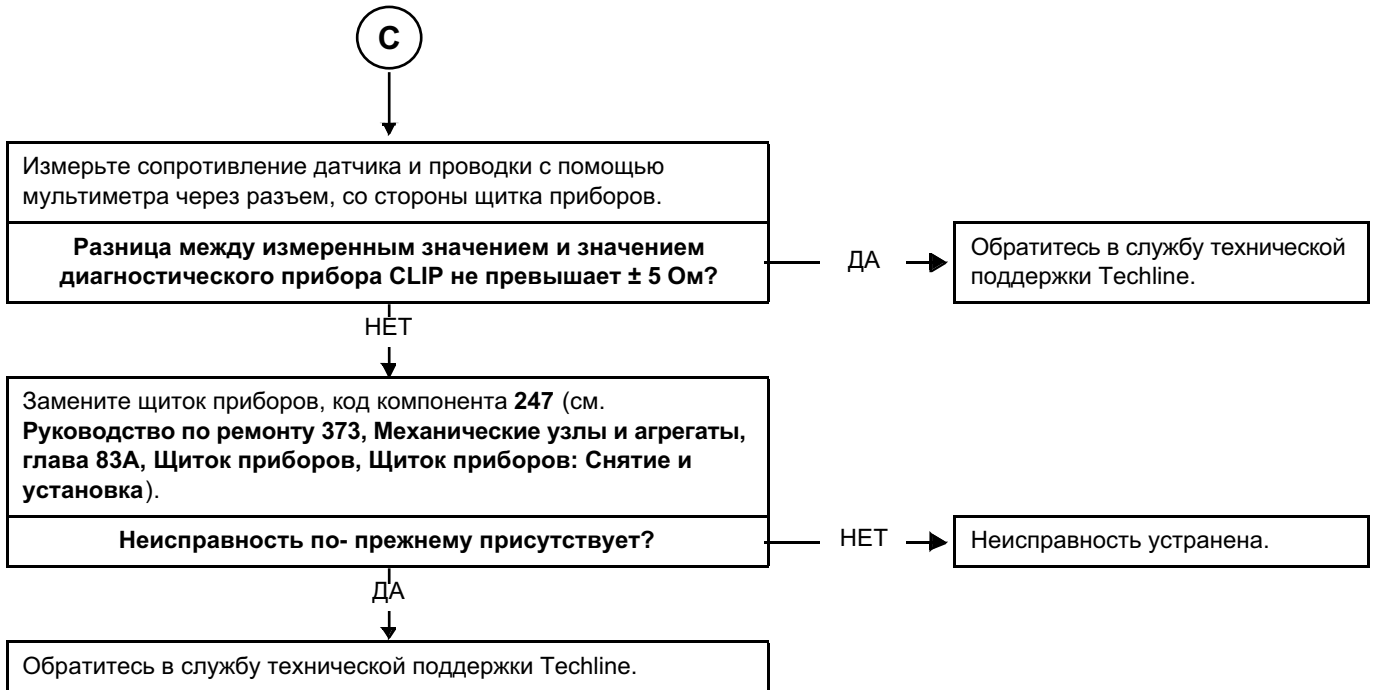 C
Измерьте сопротивление датчика и проводки с помощью
мультиметра через разъем, со стороны щитка приборов.
Разница между измеренным значением и значением
диагностического прибора CLIP не превышает ± 5 Ом?
ДА
Обратитесь в службу технической
поддержки Techline.
НЕТ
Замените щиток приборов, код компонента 247 (см.
Руководство по ремонту 373, Механические узлы и агрегаты,
глава 83A, Щиток приборов, Щиток приборов: Снятие и
установка).
Неисправность по- прежнему присутствует?
НЕТ
Неисправность устранена.
ДА
Обратитесь в службу технической поддержки Techline.